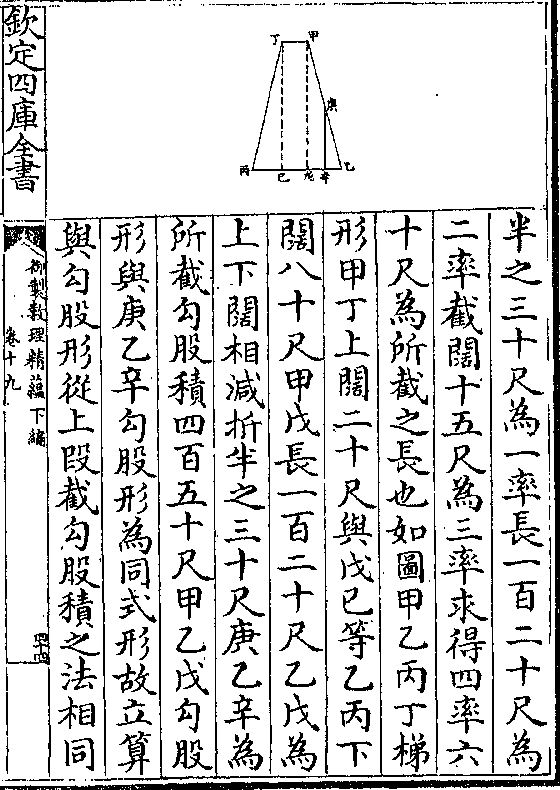 丁 甲
庚
丙 己 戊 辛 乙
半之三十尺為一率長一百二十尺為
二率截闊十五尺為三率求得四率六
十尺為所截之長也如圖甲乙丙丁梯
形甲丁上闊二十尺與戊己等乙丙下
闊八十尺甲戊長一百二十尺乙戊為
上下闊相減折半之三十尺庚乙辛為
所截勾股積四百五十尺甲乙戊勾股
形與庚乙辛勾股形為同式形故立算
與勾股形從上段截勾股積之法相同
欽定四庫全書
御製數理精蘊下編
卷十九
四十四